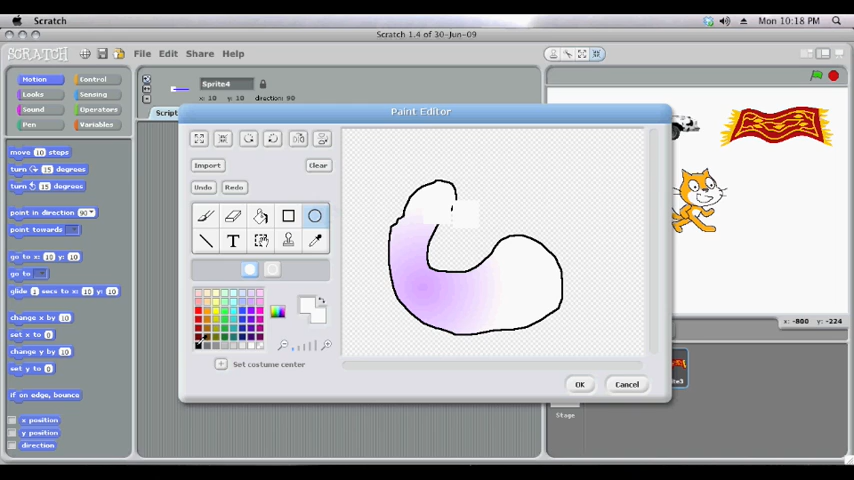 Scratch
Mon 10:18 PM
Scratch 1.4 of 30-Jun-09
SCRATCH
File Edit Share Help
Motion Control
Looks Sensing
Sound Operators
Pen Variables
Sprite4
x: 10 y: 10 direction: 90
Script
Paint Editor
Import
Clear
Undo
Redo
T
Set costume center
OK
Cancel
move 10 steps
turn 15 degrees
turn 15 degrees
point in direction 90
point towards
go to x: 10 y: 10
go to
glide 1 secs to x: 10 y: 10
change x by 10
set x to 0
change y by 10
set y to 0
if on edge, bounce
x position
y position
direction
x: -800 y: -224
Stage